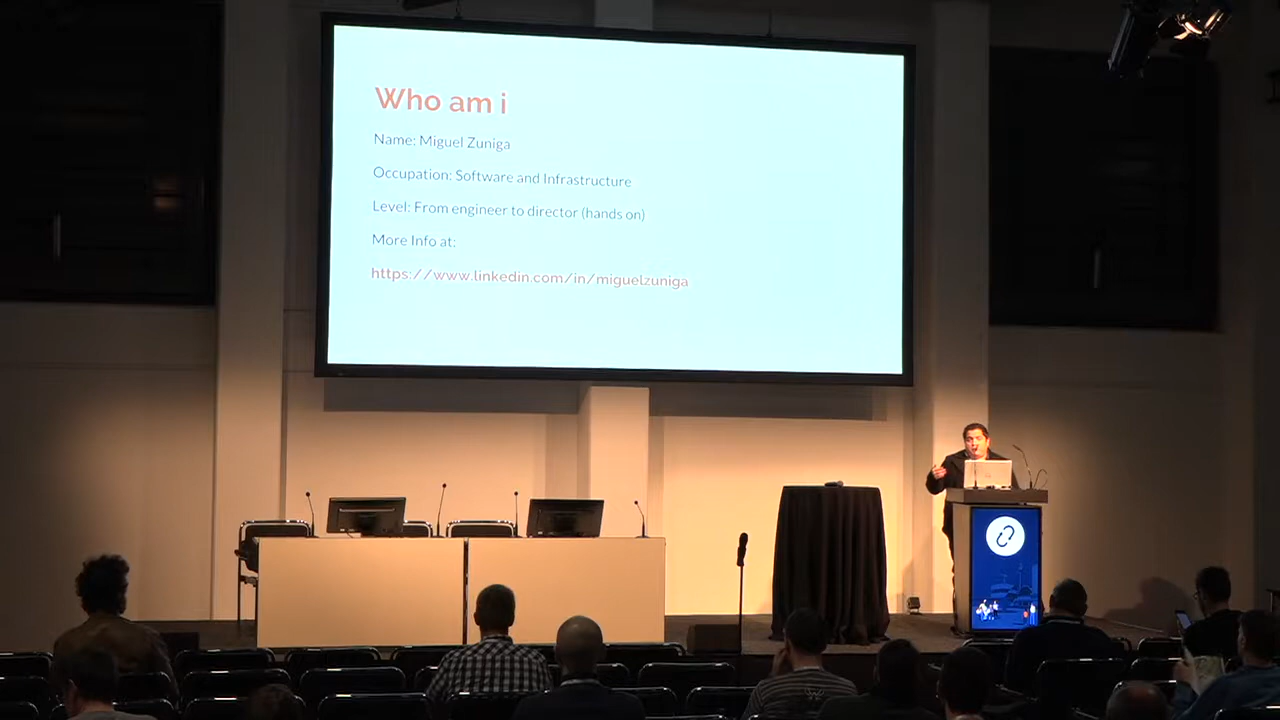 Who am i
Name: Miguel Zuniga
Occupation: Software and Infrastructure
Level: From engineer to director (hands on)
More Info at:
https://www.linkedin.com/in/miguelzuniga